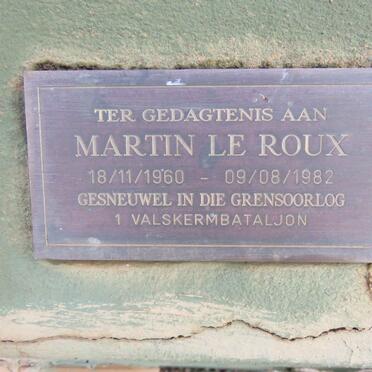 TER GEDAGTENIS AAN
MARTIN LE ROUX
18/11/1960 - 09/08/1982
GESNEUWEL IN DIE GRENSOORLOG
1 VALSKERMBATALJON